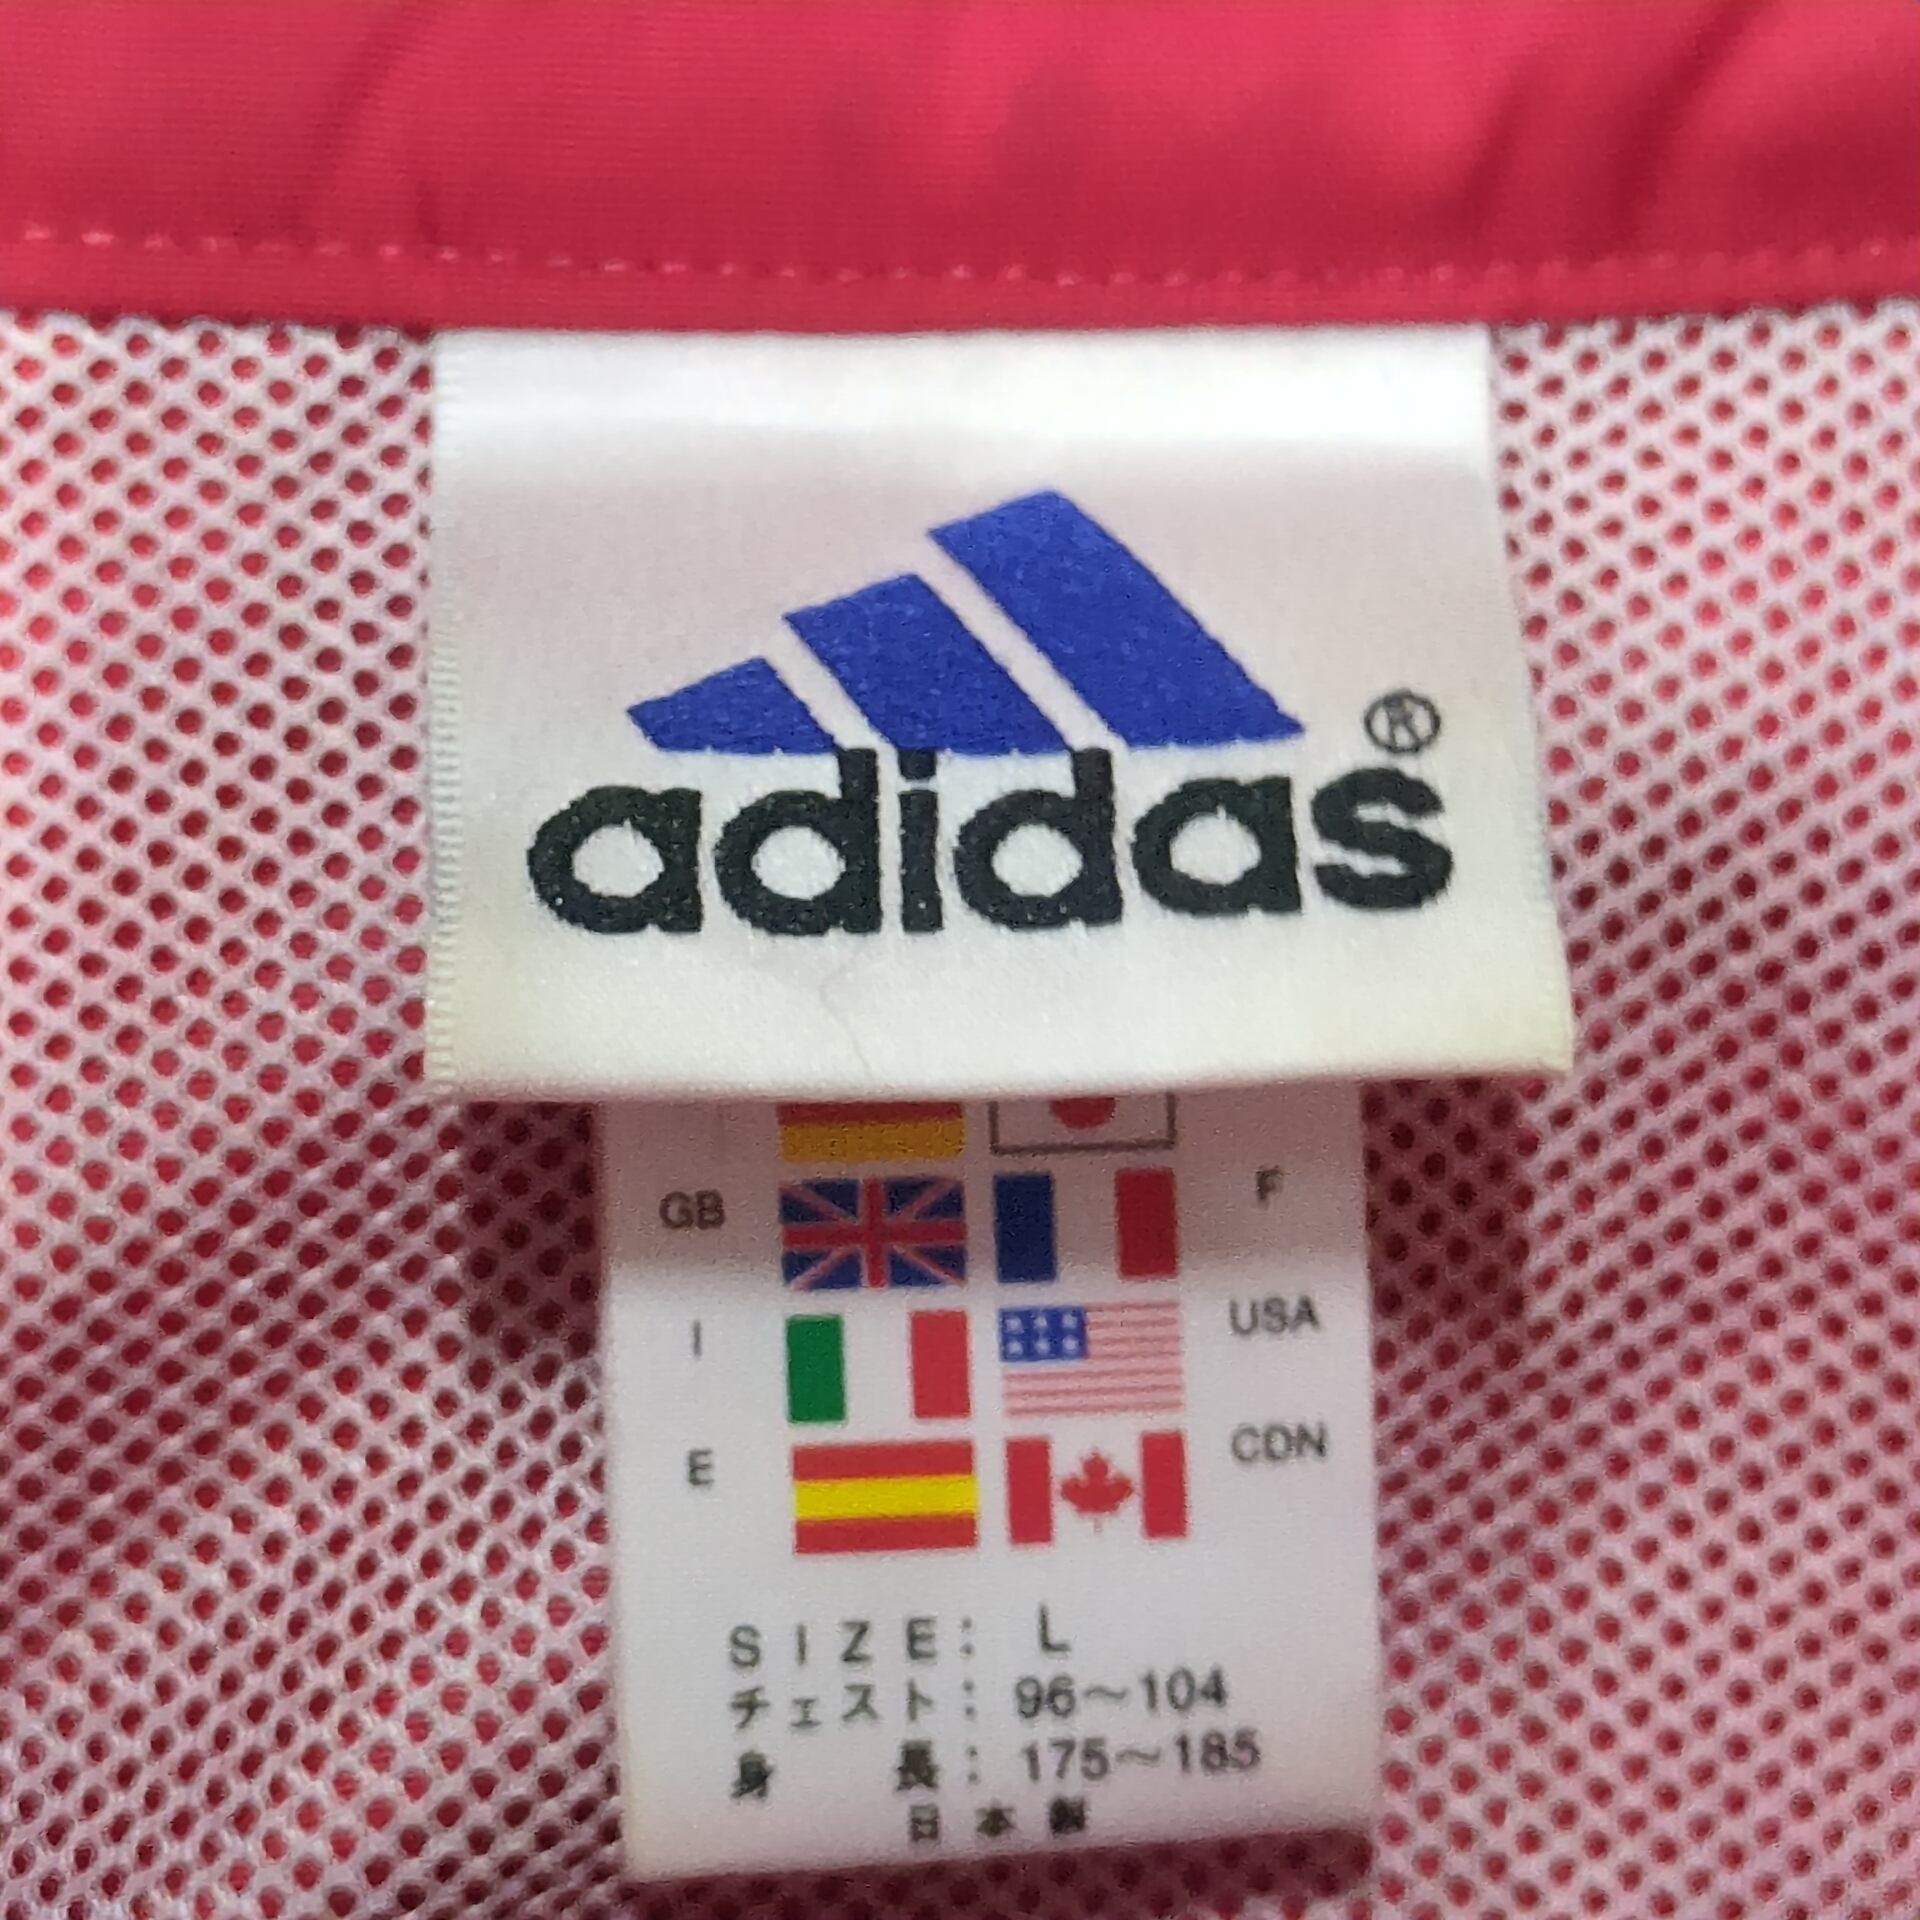 adidas®
GB F
I USA
E CDN
SIZE: L
チェスト: 96〜104
身長: 175〜185
日本製